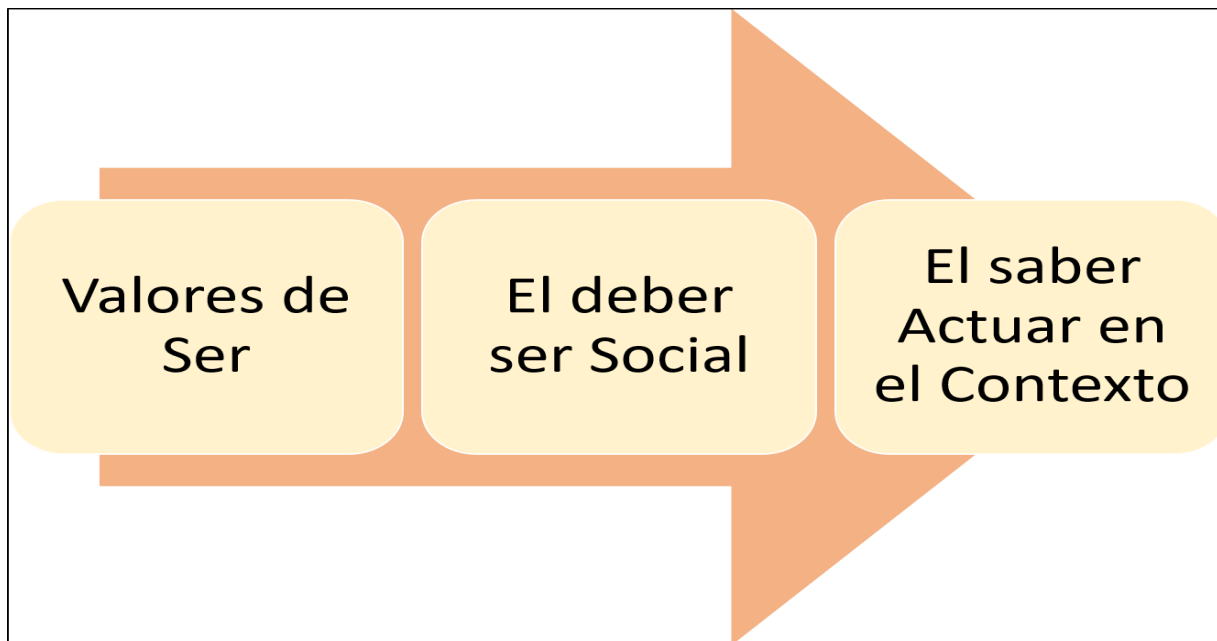 Valores de
Ser
El deber
ser Social
El saber
Actuar en
el Contexto